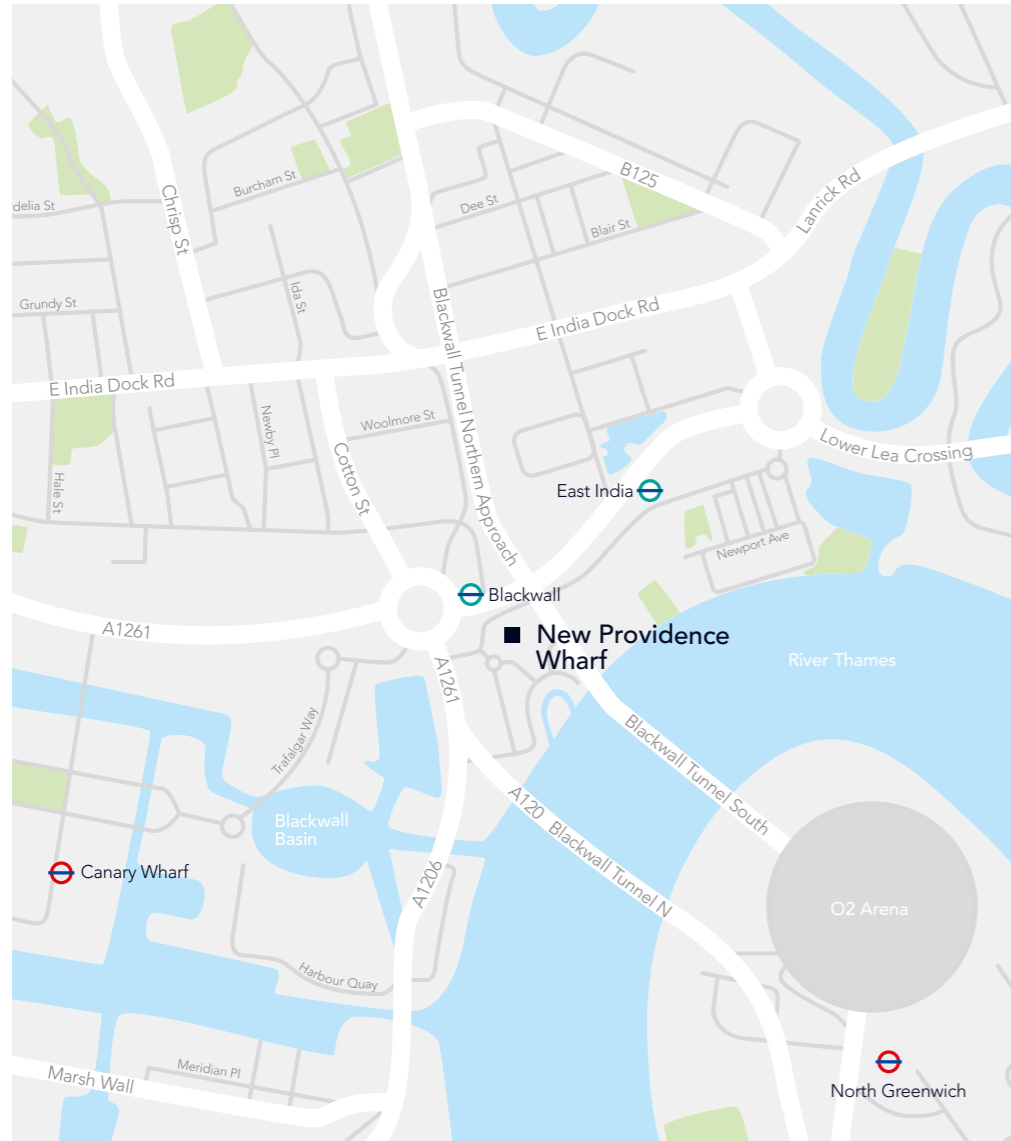 B125
Lanrick Rd
Burcham St
delia St
Chrisp St
Dee St
Blair St
Grundy St
Ida St
Blackwall Tunnel Northern Approach
E India Dock Rd
E India Dock Rd
Woolmore St
Newby Pl
Cotton St
Hale St
Lower Lea Crossing
East India
Newport Ave
Blackwall
A1261
New Providence
Wharf
River Thames
A1261
Trafalgar Way
Blackwall Tunnel South
Blackwall
Basin
A120 Blackwall Tunnel N
Canary Wharf
A1206
O2 Arena
Harbour Quay
Meridian Pl
Marsh Wall
North Greenwich